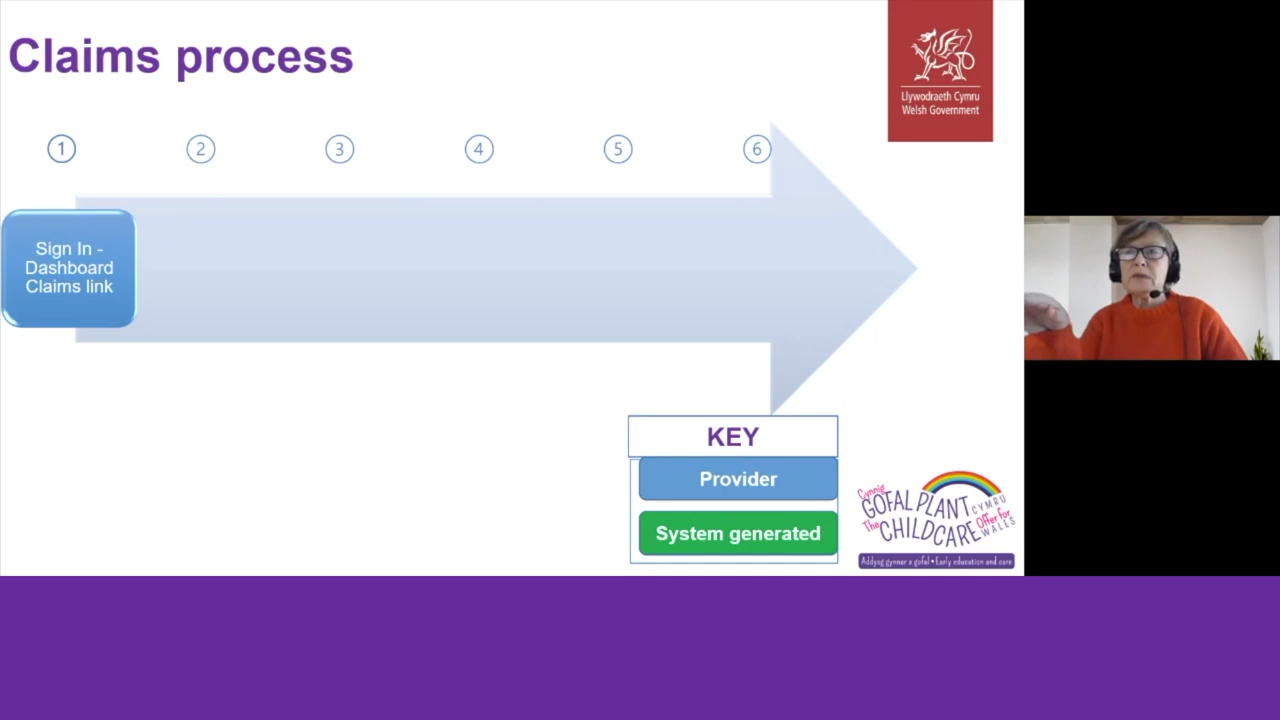 Claims process
Llywodraeth Cymru
Welsh Government
1 2 3 4 5 6
Sign In -
Dashboard
Claims link
KEY
Provider
System generated
Cynnig
GOFAL PLANT
CYMRU
The
CHILDCARE
Offer for
WALES
Addysg gynnar a gofal • Early education and care